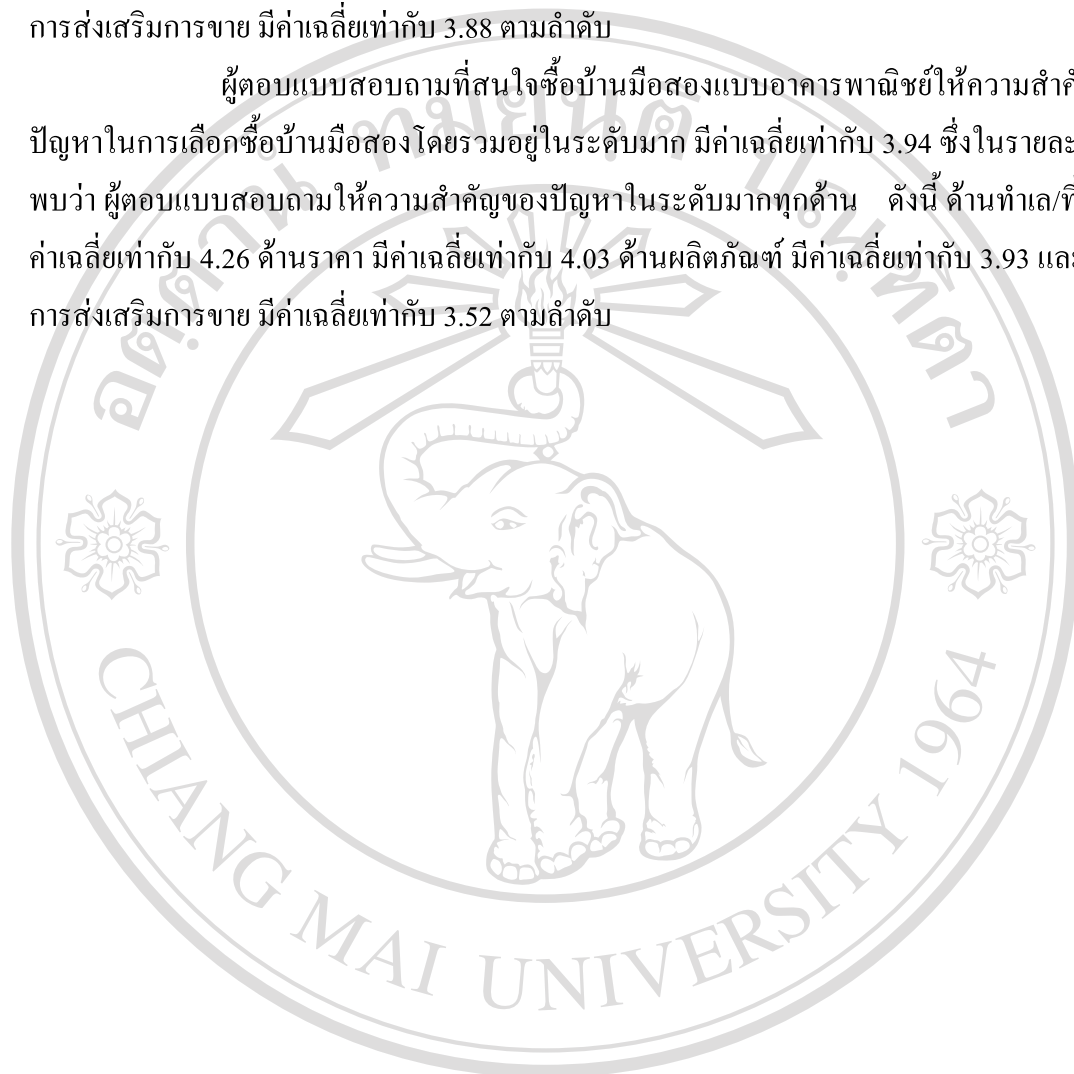 การส่งเสริมการขาย มีค่าเฉลี่ยเท่ากับ 3.88 ตามลำดับ
ผู้ตอบแบบสอบถามที่สนใจซื้อบ้านมือสองแบบอาคารพาณิชย์ให้ความสำคั
ปัญหาในการเลือกซื้อบ้านมือสองโดยรวมอยู่ในระดับมาก มีค่าเฉลี่ยเท่ากับ 3.94 ซึ่งในรายละ
พบว่า ผู้ตอบแบบสอบถามให้ความสำคัญของปัญหาในระดับมากทุกด้าน ดังนี้ ด้านทำเล/ที่
ค่าเฉลี่ยเท่ากับ 4.26 ด้านราคา มีค่าเฉลี่ยเท่ากับ 4.03 ด้านผลิตภัณฑ์ มีค่าเฉลี่ยเท่ากับ 3.93 และ
การส่งเสริมการขาย มีค่าเฉลี่ยเท่ากับ 3.52 ตามลำดับ
อตฺตานํ ทมยนฺติ ปณฺฑิตา
CHIANG MAI UNIVERSITY 1964